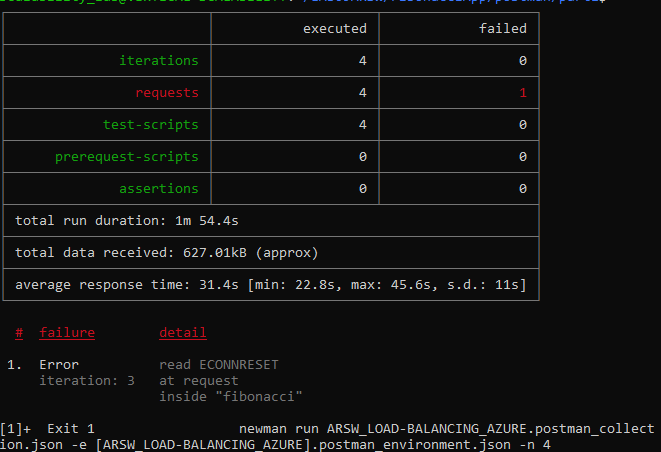 executed failed
iterations 4 0
requests 4 1
test-scripts 4 0
prerequest-scripts 0 0
assertions 0 0
total run duration: 1m 54.4s
total data received: 627.01kB (approx)
average response time: 31.4s [min: 22.8s, max: 45.6s, s.d.: 11s]
# failure detail
1. Error read ECONNRESET
iteration: 3 at request
inside "fibonacci"
[1]+ Exit 1 newman run ARSW_LOAD-BALANCING_AZURE.postman_collect
ion.json -e [ARSW_LOAD-BALANCING_AZURE].postman_environment.json -n 4